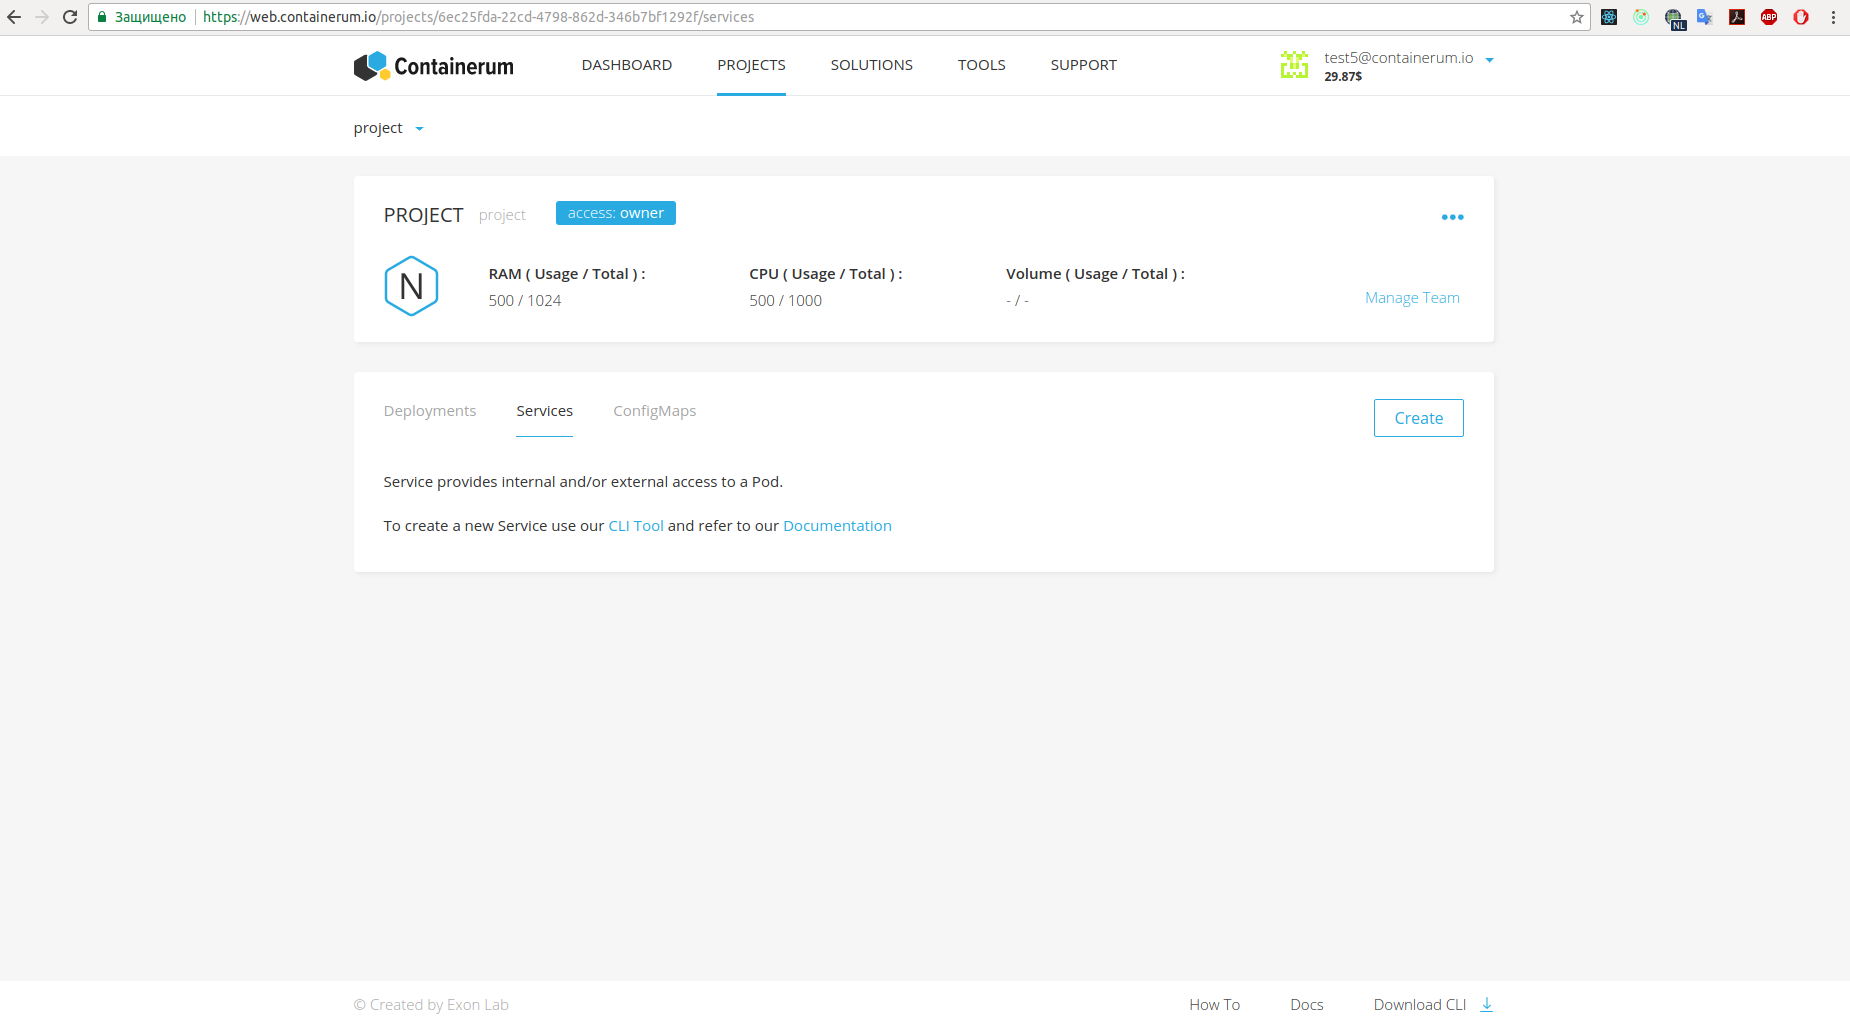 Защищено https://web.containerum.io/projects/6ec25fda-22cd-4798-862d-346b7bf1292f/services
NL
ABP
Containerum DASHBOARD PROJECTS SOLUTIONS TOOLS SUPPORT test5@containerum.io
29.87$
project
PROJECT project access: owner
N
RAM ( Usage / Total ) : CPU ( Usage / Total ) : Volume ( Usage / Total ) :
500 / 1024 500 / 1000 - / - Manage Team
Deployments Services ConfigMaps Create
Service provides internal and/or external access to a Pod.
To create a new Service use our CLI Tool and refer to our Documentation
© Created by Exon Lab How To Docs Download CLI